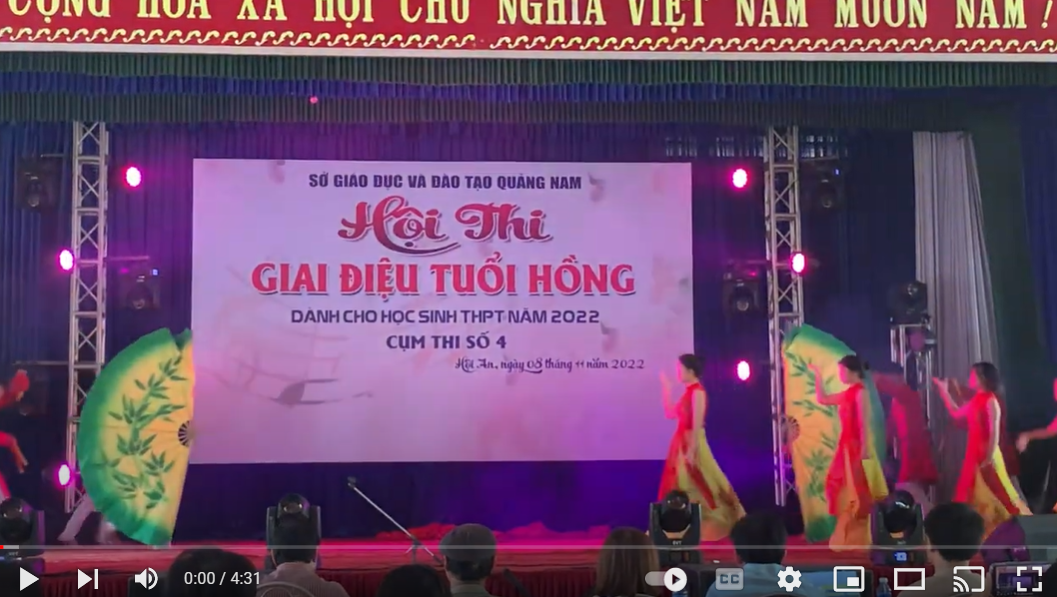 CỘNG HÒA XÃ HỘI CHỦ NGHĨA VIỆT NAM MUÔN NĂM !
SỞ GIÁO DỤC VÀ ĐÀO TẠO QUẢNG NAM
Hội Thi
GIAI ĐIỆU TUỔI HỒNG
DÀNH CHO HỌC SINH THPT NĂM 2022
CỤM THI SỐ 4
Hội An, ngày 08 tháng 11 năm 2022
0:00 / 4:31
CC